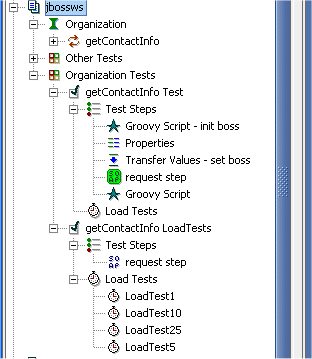 jbossws
Organization
getContactInfo
Other Tests
Organization Tests
getContactInfo Test
Test Steps
Groovy Script - init boss
Properties
Transfer Values - set boss
request step
Groovy Script
Load Tests
getContactInfo LoadTests
Test Steps
request step
Load Tests
LoadTest1
LoadTest10
LoadTest25
LoadTest5